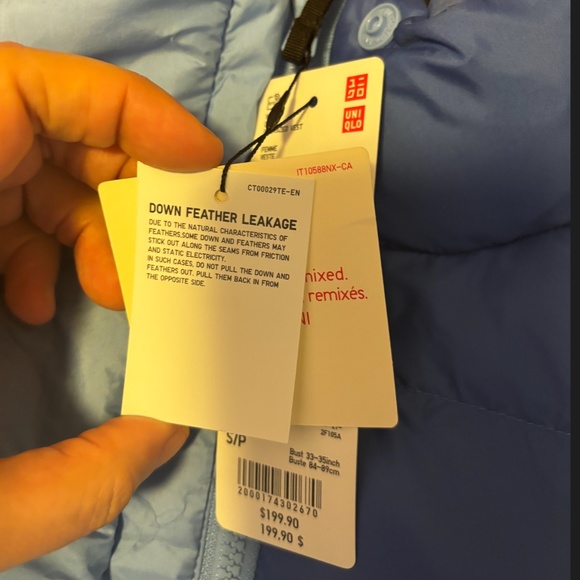 UNI
QLO
VEST
FEMME
IT10588NX-CA
CT00029TE-EN
DOWN FEATHER LEAKAGE
DUE TO THE NATURAL CHARACTERISTICS OF
FEATHERS,SOME DOWN AND FEATHERS MAY
STICK OUT ALONG THE SEAMS FROM FRICTION
AND STATIC ELECTRICITY.
IN SUCH CASES, DO NOT PULL THE DOWN AND
FEATHERS OUT. PULL THEM BACK IN FROM
THE OPPOSITE SIDE.
remixés.
2F105A
S/P
Bust 33-35inch
Buste 84-89cm
2000174302670
$199.90
199.90 $